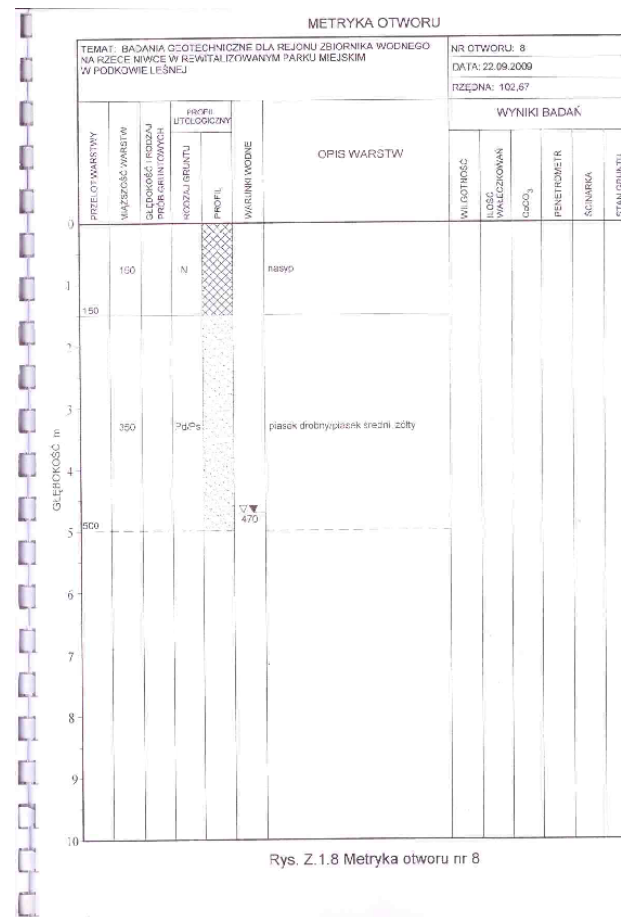 METRYKA OTWORU
TEMAT: BADANIA GEOTECHNICZNE DLA REJONU ZBIORNIKA WODNEGO
NA RZECE NIWCE W REWITALIZOWANYM PARKU MIEJSKIM
W PODKOWIE LEŚNEJ
NR OTWORU: 8
DATA: 22.09.2009
RZĘDNA: 102,67
PRZELOT WARSTWY
MIĄŻSZOŚĆ WARSTW
GŁĘBOKOŚĆ I RODZAJ
PRÓB GRUNTOWYCH
PROFIL
LITOLOGICZNY
RODZAJ GRUNTU
PROFIL
WARUNKI WODNE
OPIS WARSTW
WYNIKI BADAŃ
WILGOTNOŚĆ
ILOŚĆ
WAŁECZKOWAŃ
CaCO3
PENETROMETR
ŚCINARKA
STAN GRUNTU
GŁĘBOKOŚĆ m
0
150 N nasyp
1
150
2
3
350 Pd/Ps piasek drobny/piasek średni, żółty
4
470
500
5
6
7
8
9
10
Rys. Z.1.8 Metryka otworu nr 8